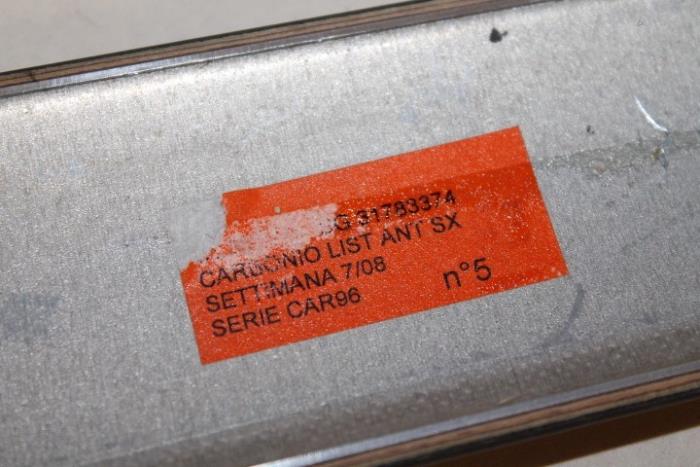 31783374
CARBONIO LIST ANT SX
SETTIMANA 7/08
SERIE CAR96
n°5